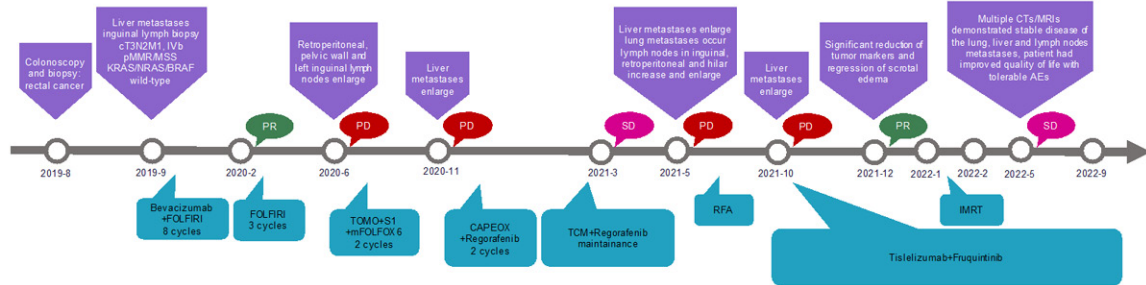 Colonoscopy
and biopsy:
rectal cancer
Liver metastases
inguinal lymph biopsy
cT3N2M1, IVb
pMMR/MSS
KRAS/NRAS/BRAF
wild-type
Retroperitoneal,
pelvic wall and
left inguinal lymph
nodes enlarge
Liver
metastases
enlarge
Liver metastases enlarge
lung metastases occur
lymph nodes in inguinal,
retroperitoneal and hilar
increase and enlarge
Liver
metastases
enlarge
Significant reduction of
tumor markers and
regression of scrotal
edema
Multiple CTs/MRIs
demonstrated stable disease of
the lung, liver and lymph nodes
metastases, patient had
improved quality of life with
tolerable AEs
PR
PD
PD
SD
PD
PD
PR
SD
2019-8
2019-9
2020-2
2020-6
2020-11
2021-3
2021-5
2021-10
2021-12
2022-1
2022-2
2022-5
2022-9
Bevacizumab
+FOLFIRI
8 cycles
FOLFIRI
3 cycles
TOMO+S1
+mFOLFOX6
2 cycles
CAPEOX
+Regorafenib
2 cycles
TCM+Regorafenib
maintainance
RFA
Tislelizumab+Fruquintinib
IMRT